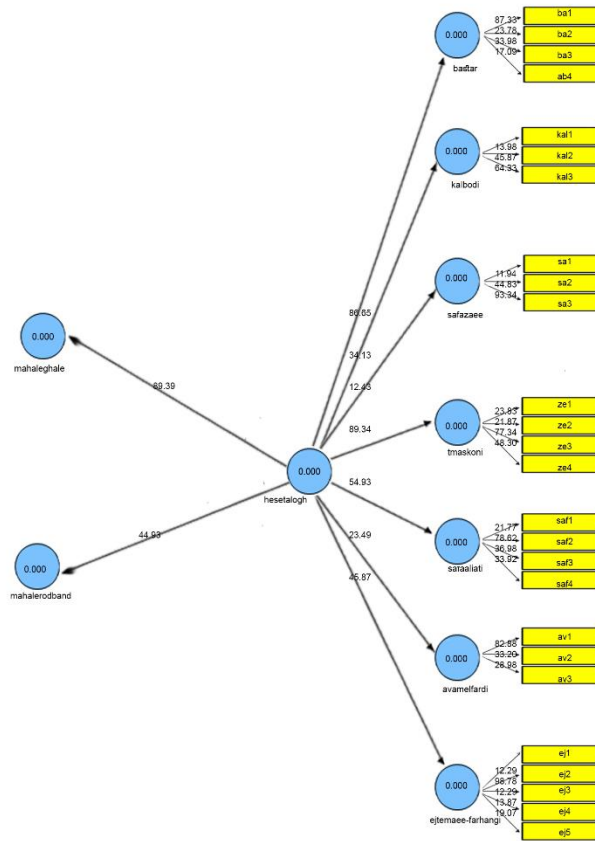 0.000
bastar
87.33
23.78
33.98
17.09
ba1
ba2
ba3
ab4
0.000
kalbodi
13.98
45.87
64.33
kal1
kal2
kal3
0.000
safazaee
11.94
44.83
93.34
sa1
sa2
sa3
0.000
mahaleghale
69.39
86.65
34.13
12.43
89.34
54.93
23.49
45.87
0.000
hesetalogh
0.000
tmaskoni
23.83
21.87
77.34
48.30
ze1
ze2
ze3
ze4
44.93
0.000
mahalerodband
0.000
safaaliati
21.77
78.62
36.98
33.92
saf1
saf2
saf3
saf4
0.000
avamelfardi
82.88
33.20
26.98
av1
av2
av3
0.000
ejtemaee-farhangi
12.29
98.78
12.29
13.87
19.07
ej1
ej2
ej3
ej4
ej5